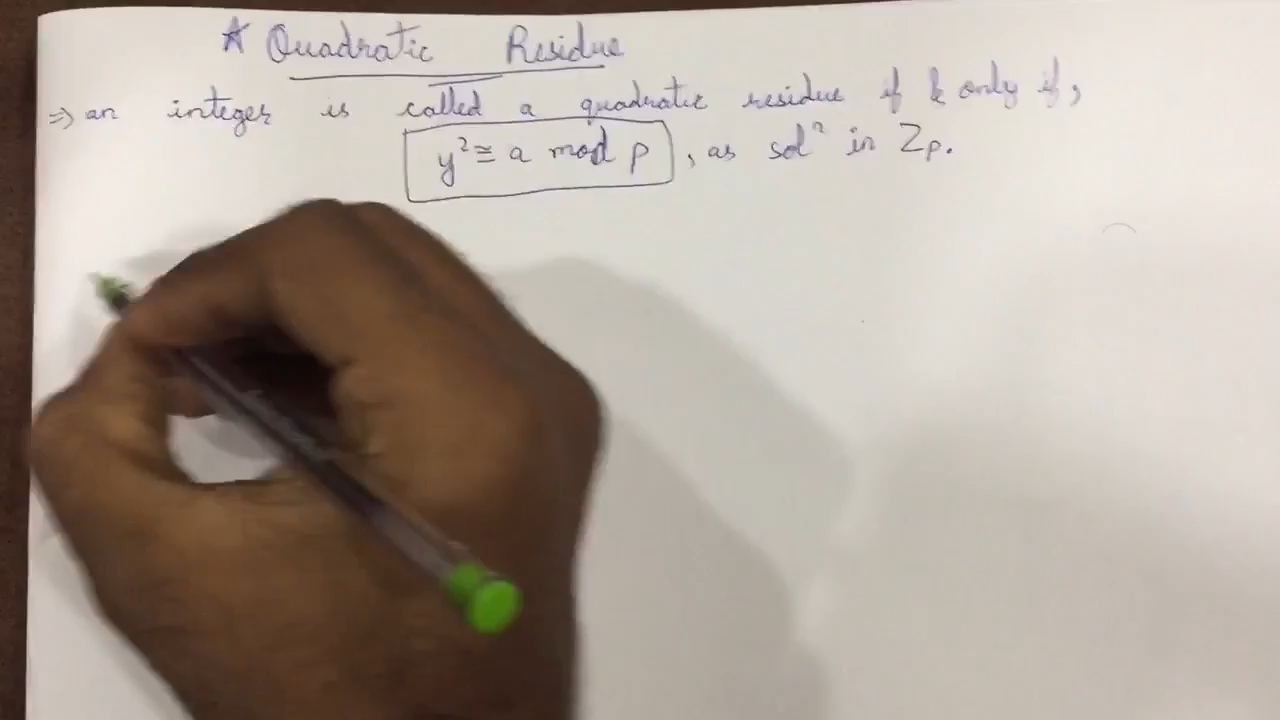 ☆ Quadratic Residue
⇒ an integer is called a quadratic residue if & only if,
y² ≅ a mod p , as solⁿ in Zp.